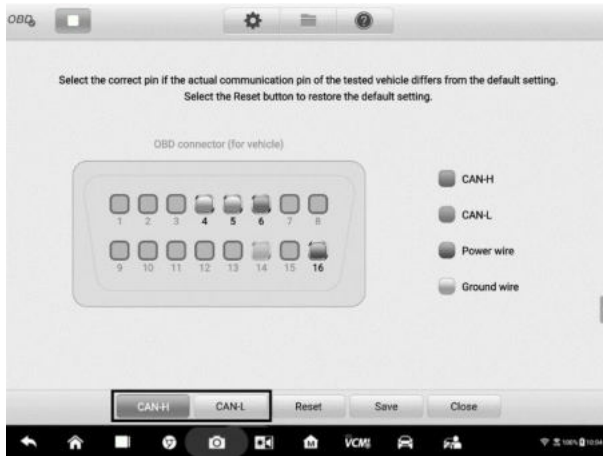 OBD
Select the correct pin if the actual communication pin of the tested vehicle differs from the default setting.
Select the Reset button to restore the default setting.
OBD connector (for vehicle)
CAN-H
1 2 3 4 5 6 7 8
CAN-L
Power wire
9 10 11 12 13 14 15 16
Ground wire
CAN-H CAN-L Reset Save Close
M VCMI 100% 10:04